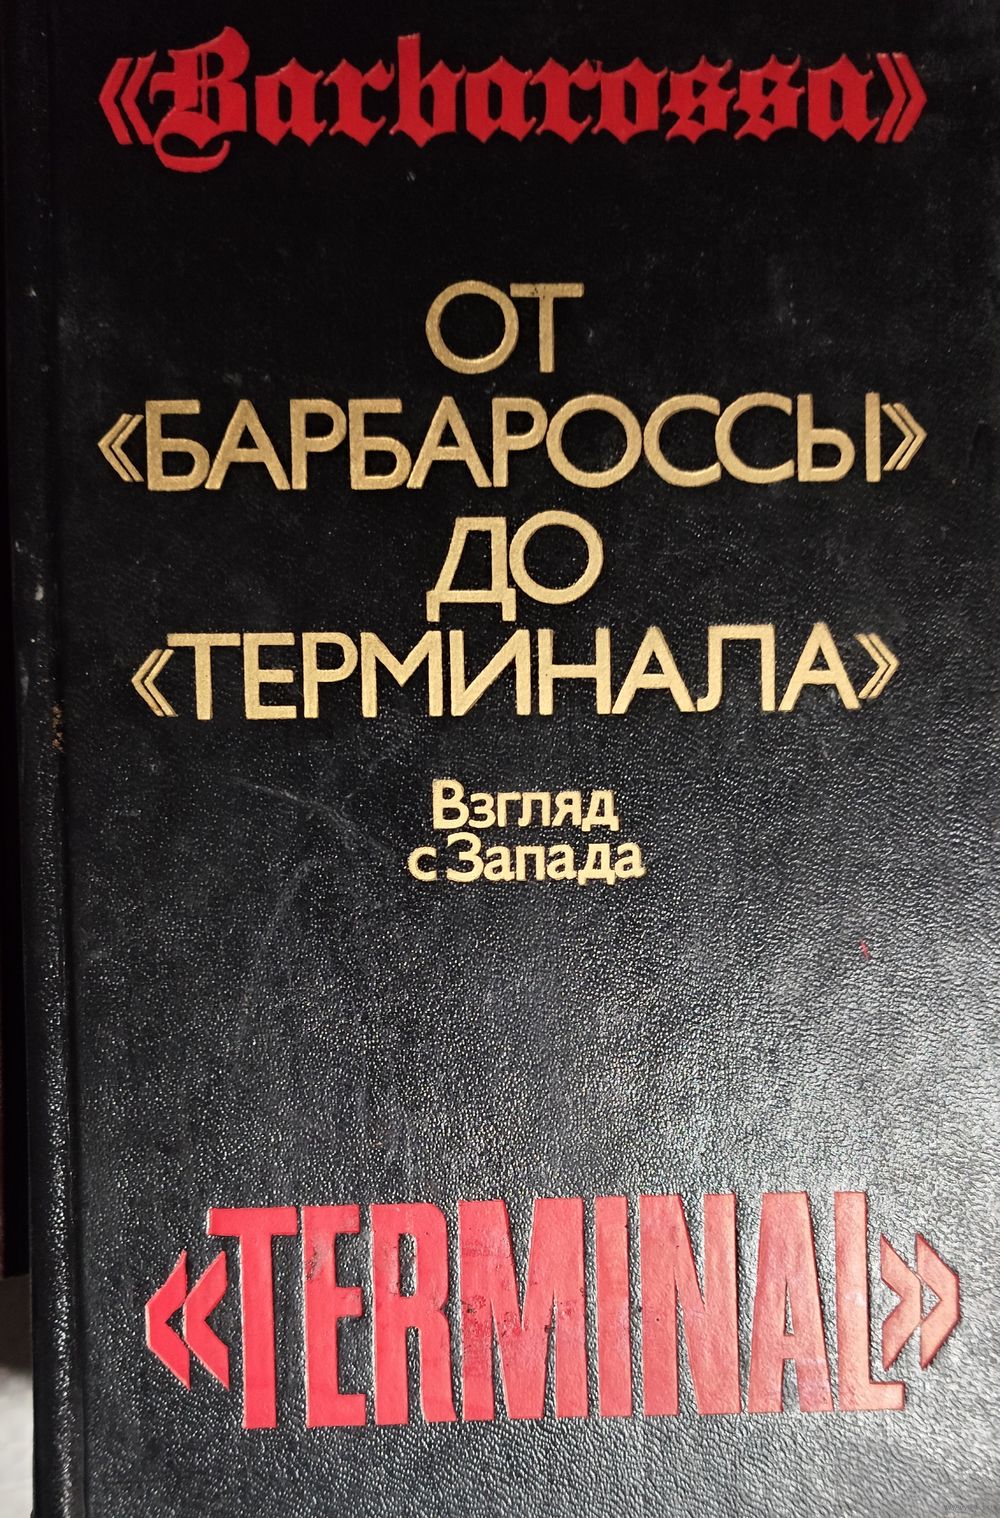 «Barbarossa»
ОТ
«БАРБАРОССЫ»
ДО
«ТЕРМИНАЛА»
Взгляд
с Запада
«TERMINAL»